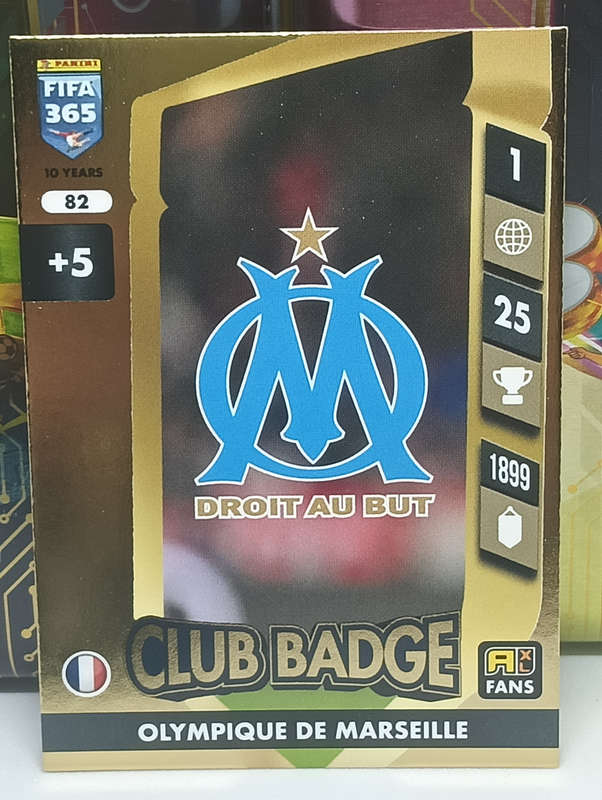 PANINI
FIFA
365
10 YEARS
82
+5
1
25
1899
DROIT AU BUT
CLUB BADGE
AXL
FANS
OLYMPIQUE DE MARSEILLE